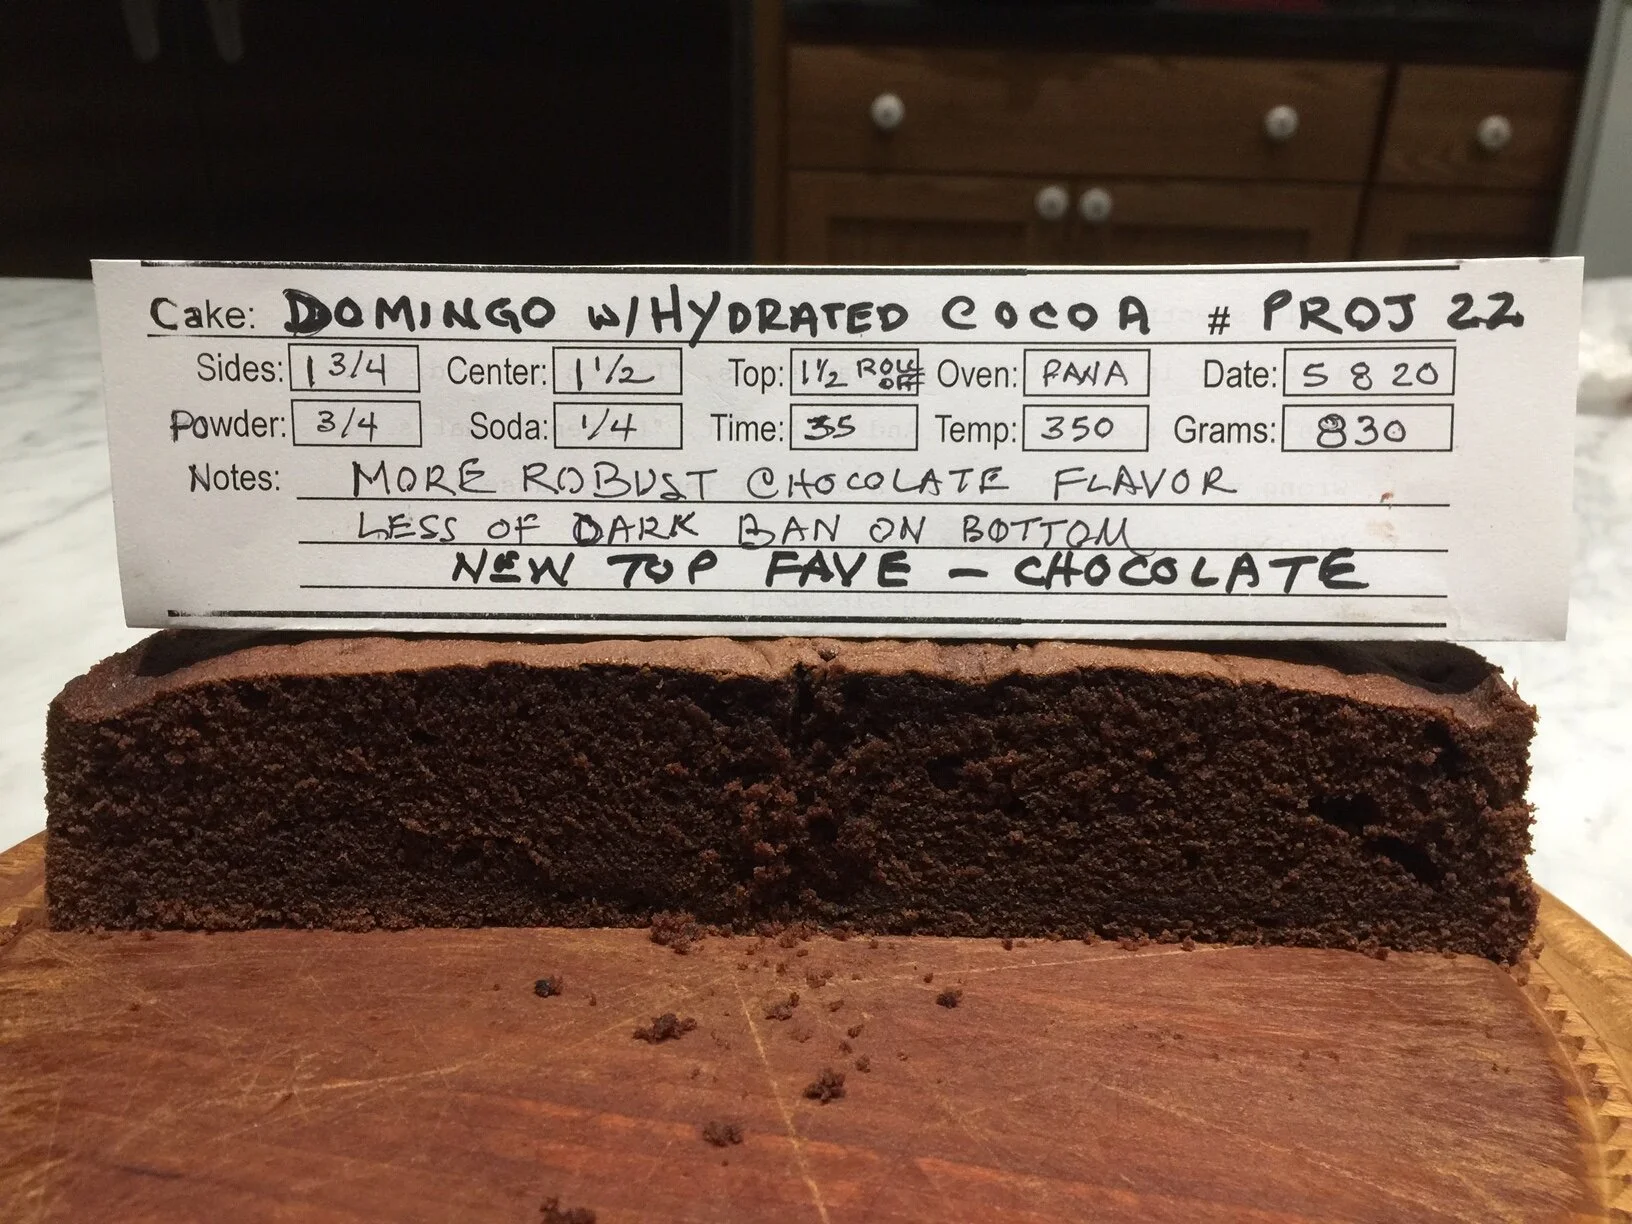 Cake: DOMINGO W/HYDRATED COCOA # PROJ 22
Sides: 1 3/4 Center: 1 1/2 Top: 1 1/2 ROLL OFF Oven: PANA Date: 5 8 20
Powder: 3/4 Soda: 1/4 Time: 35 Temp: 350 Grams: 830
Notes: MORE ROBUST CHOCOLATE FLAVOR
LESS OF DARK BAN ON BOTTOM
NEW TOP FAVE - CHOCOLATE